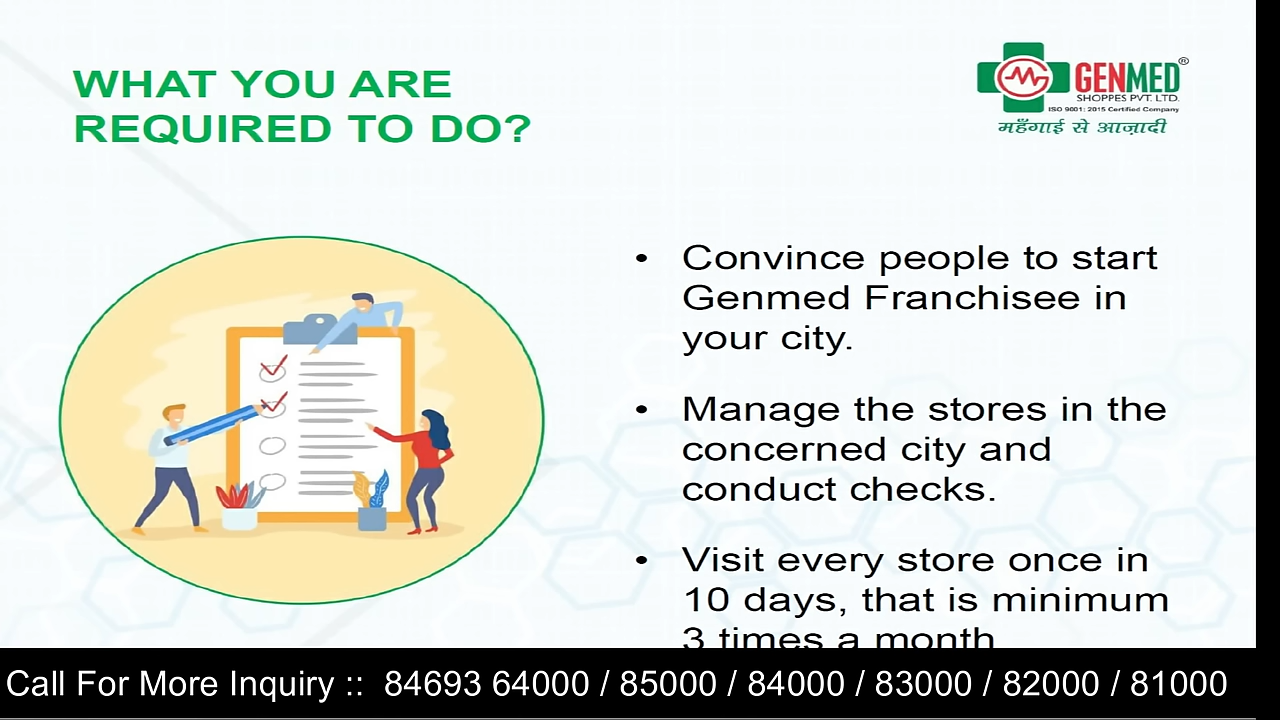 WHAT YOU ARE
REQUIRED TO DO?
GENMED®
SHOPPES PVT. LTD.
ISO 9001: 2015 Certified Company
महँगाई से आज़ादी
• Convince people to start
Genmed Franchisee in
your city.
• Manage the stores in the
concerned city and
conduct checks.
• Visit every store once in
10 days, that is minimum
3 times a month
Call For More Inquiry :: 84693 64000 / 85000 / 84000 / 83000 / 82000 / 81000